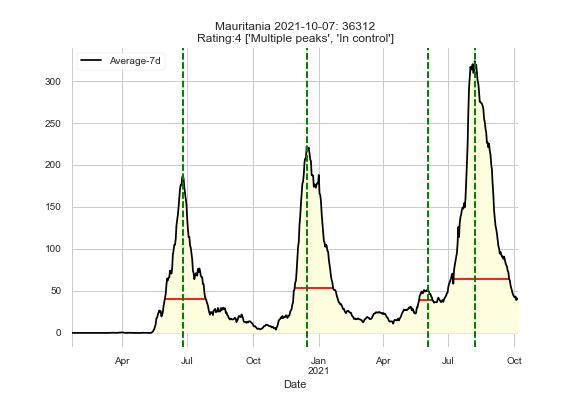 Mauritania 2021-10-07: 36312
Rating:4 ['Multiple peaks', 'In control']
Average-7d
300
250
200
150
100
50
0
Apr
Jul
Oct
Jan
2021
Apr
Jul
Oct
Date